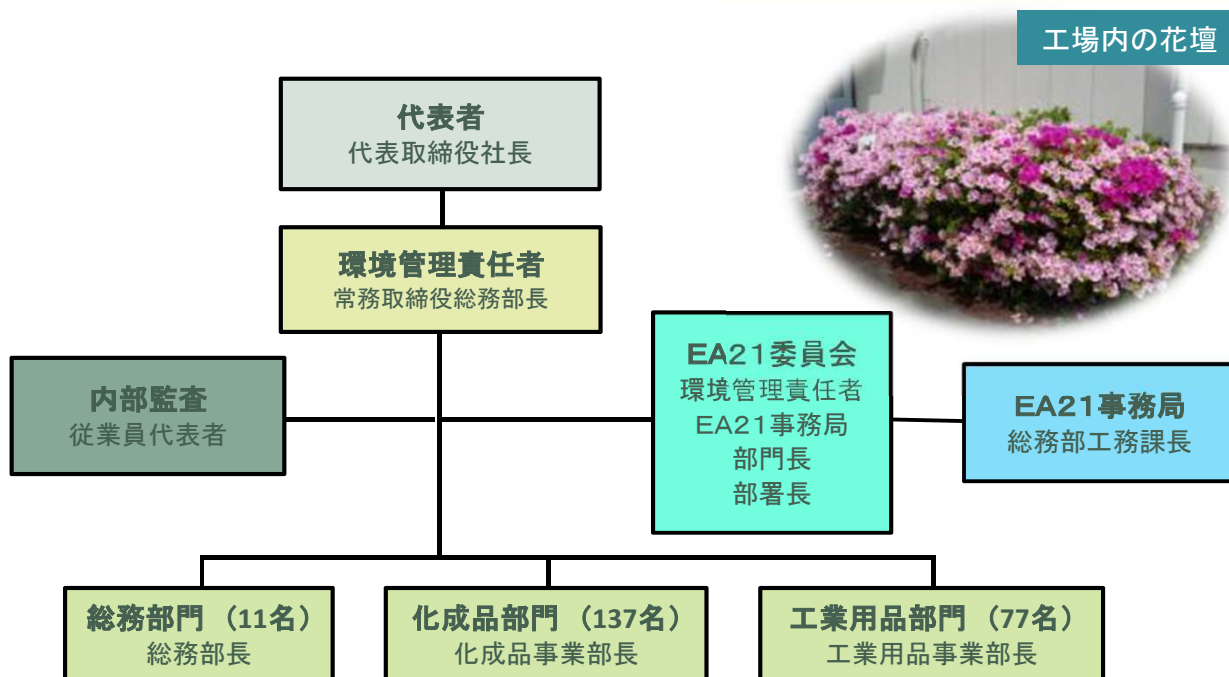 工場内の花壇
代表者
代表取締役社長
環境管理責任者
常務取締役総務部長
内部監査
従業員代表者
EA21委員会
環境管理責任者
EA21事務局
部門長
部署長
EA21事務局
総務部工務課長
総務部門（11名）
総務部長
化成品部門（137名）
化成品事業部長
工業用品部門（77名）
工業用品事業部長